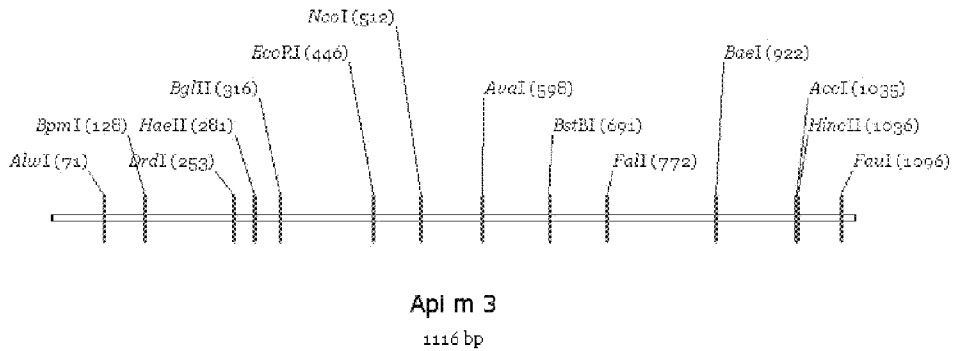 NcoI (512)
EcoRI (446) BaeI (922)
BglII (316) AvaI (598) AccI (1035)
BpmI (128) HaeII (281) BstBI (691) HincII (1036)
AlwI (71) DrdI (253) FalI (772) FauI (1096)
Api m 3
1116 bp